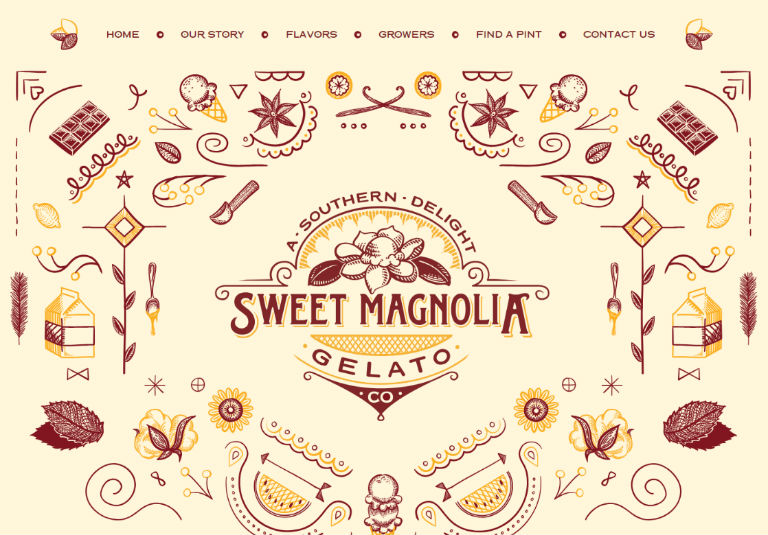 HOME OUR STORY FLAVORS GROWERS FIND A PINT CONTACT US
A · SOUTHERN · DELIGHT
SWEET MAGNOLIA
· GELATO ·
· CO ·